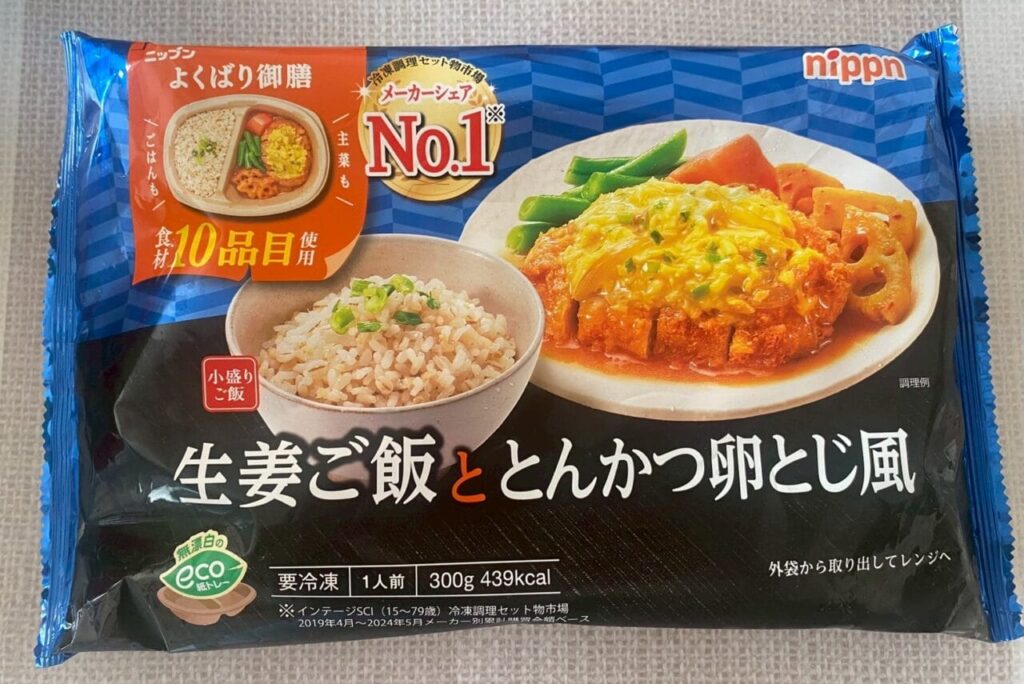 ニップン
よくばり御膳
ごはんも
主菜も
食材10品目使用
冷凍調理セット物市場
メーカーシェア
No.1※
nippn
調理例
小盛り
ご飯
生姜ご飯ととんかつ卵とじ風
無漂白の
eco
紙トレー
要冷凍 1人前 300g 439kcal
外袋から取り出してレンジへ
※インテージSCI（15～79歳）冷凍調理セット物市場
2019年4月～2024年5月メーカー別累計購買金額ベース